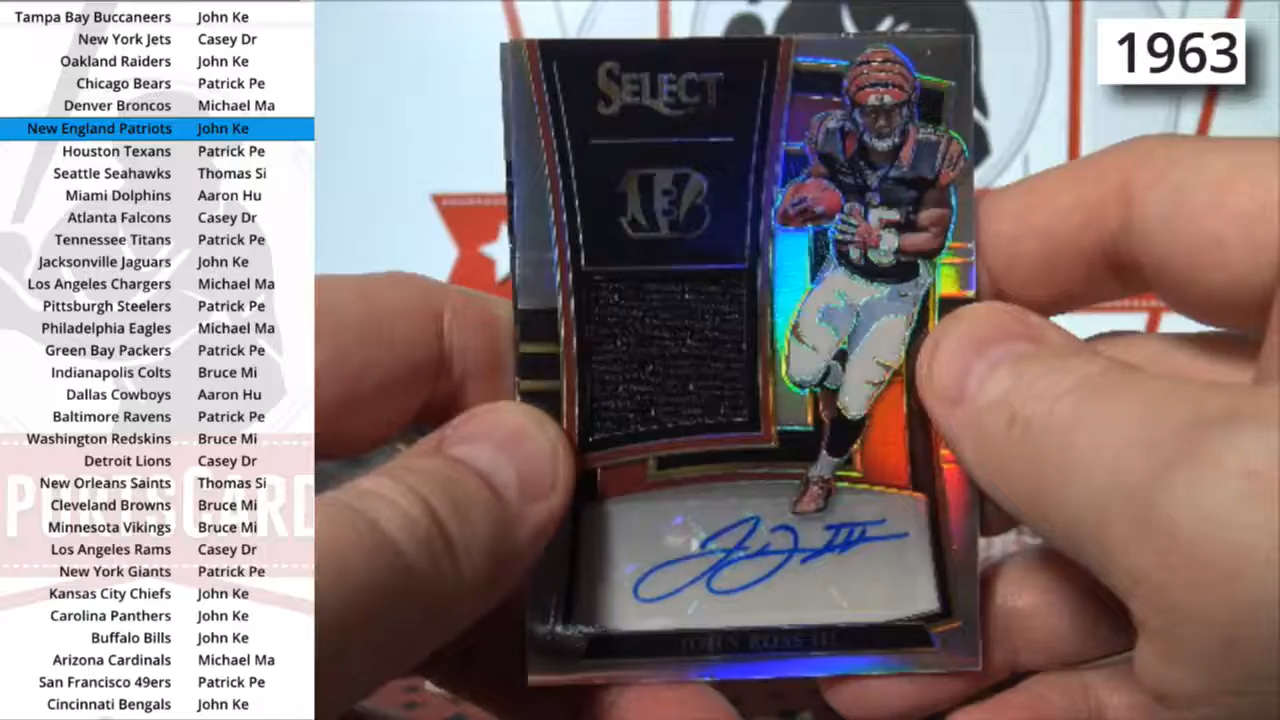 Tampa Bay Buccaneers John Ke
New York Jets Casey Dr
Oakland Raiders John Ke
Chicago Bears Patrick Pe
Denver Broncos Michael Ma
New England Patriots John Ke
Houston Texans Patrick Pe
Seattle Seahawks Thomas Si
Miami Dolphins Aaron Hu
Atlanta Falcons Casey Dr
Tennessee Titans Patrick Pe
Jacksonville Jaguars John Ke
Los Angeles Chargers Michael Ma
Pittsburgh Steelers Patrick Pe
Philadelphia Eagles Michael Ma
Green Bay Packers Patrick Pe
Indianapolis Colts Bruce Mi
Dallas Cowboys Aaron Hu
Baltimore Ravens Patrick Pe
Washington Redskins Bruce Mi
Detroit Lions Casey Dr
New Orleans Saints Thomas Si
Cleveland Browns Bruce Mi
Minnesota Vikings Bruce Mi
Los Angeles Rams Casey Dr
New York Giants Patrick Pe
Kansas City Chiefs John Ke
Carolina Panthers John Ke
Buffalo Bills John Ke
Arizona Cardinals Michael Ma
San Francisco 49ers Patrick Pe
Cincinnati Bengals John Ke
1963
SELECT
B
15
JOHN ROSS III